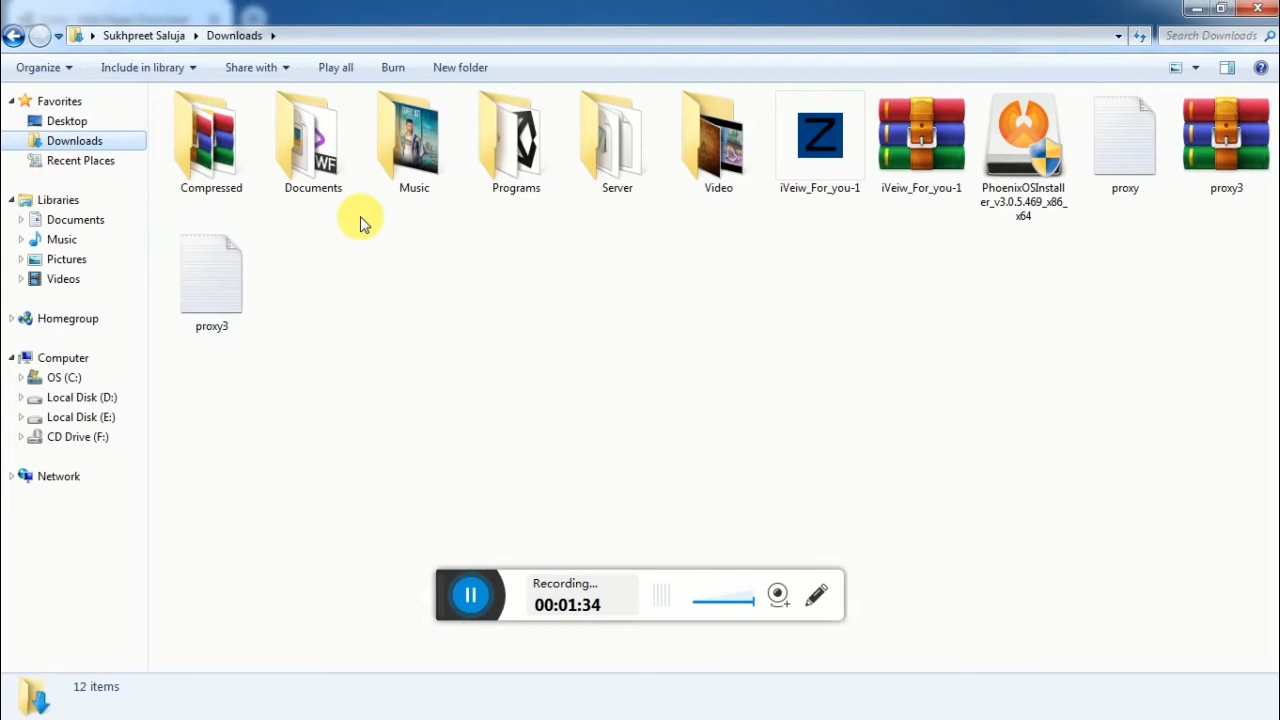 Sukhpreet Saluja Downloads Search Downloads
Organize Include in library Share with Play all Burn New folder
Favorites
Desktop
Downloads
Recent Places
Libraries
Documents
Music
Pictures
Videos
Homegroup
Computer
OS (C:)
Local Disk (D:)
Local Disk (E:)
CD Drive (F:)
Network
WF
Z
Compressed Documents Music Programs Server Video iVeiw_For_you-1 iVeiw_For_you-1 PhoenixOSInstall proxy proxy3
er_v3.0.5.469_x86_
x64
proxy3
Recording...
00:01:34
12 items